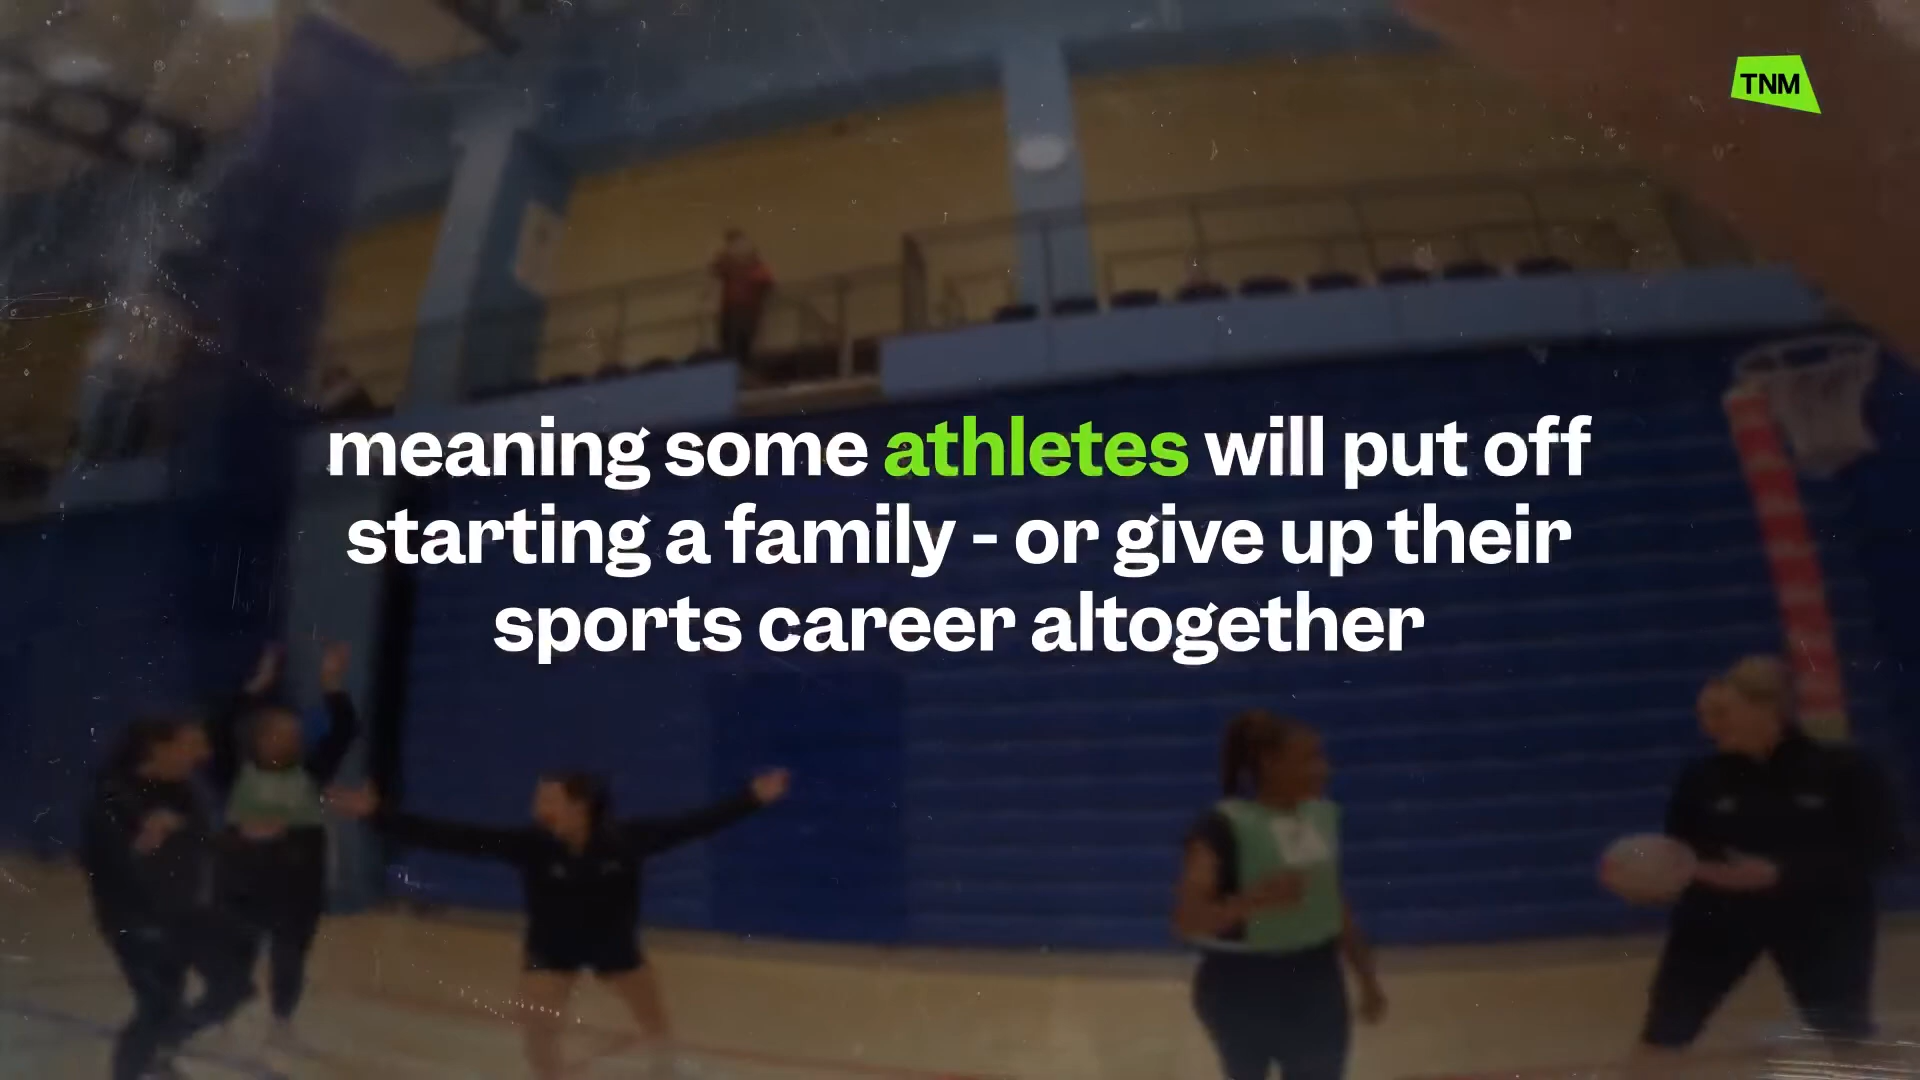 TNM
meaning some athletes will put off
starting a family - or give up their
sports career altogether